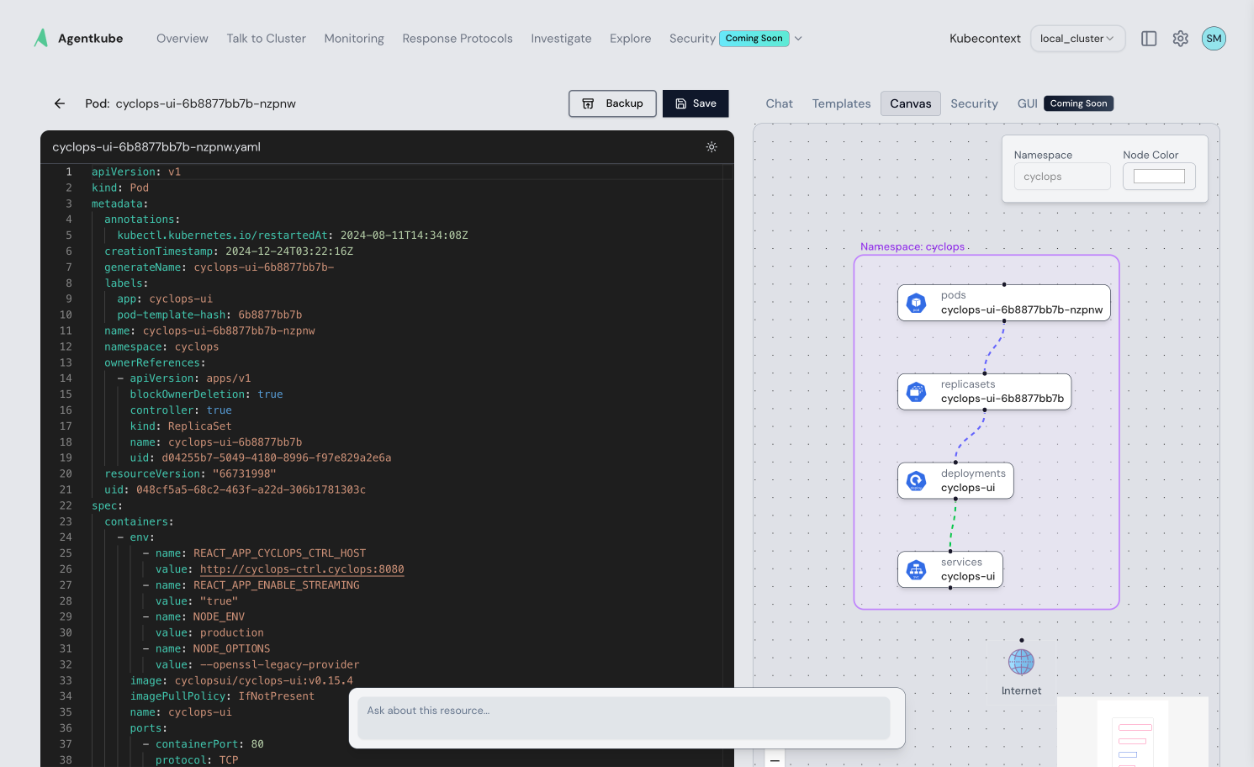 Agentkube
Overview
Talk to Cluster
Monitoring
Response Protocols
Investigate
Explore
Security
Coming Soon
Kubecontext
local_cluster
SM
Pod: cyclops-ui-6b8877bb7b-nzpnw
Backup
Save
cyclops-ui-6b8877bb7b-nzpnw.yaml
1 apiVersion: v1
2 kind: Pod
3 metadata:
4 annotations:
5 kubectl.kubernetes.io/restartedAt: 2024-08-11T14:34:08Z
6 creationTimestamp: 2024-12-24T03:22:16Z
7 generateName: cyclops-ui-6b8877bb7b-
8 labels:
9 app: cyclops-ui
10 pod-template-hash: 6b8877bb7b
11 name: cyclops-ui-6b8877bb7b-nzpnw
12 namespace: cyclops
13 ownerReferences:
14 - apiVersion: apps/v1
15 blockOwnerDeletion: true
16 controller: true
17 kind: ReplicaSet
18 name: cyclops-ui-6b8877bb7b
19 uid: d04255b7-5049-4180-8996-f97e829a2e6a
20 resourceVersion: "66731998"
21 uid: 048cf5a5-68c2-463f-a22d-306b1781303c
22 spec:
23 containers:
24 - env:
25 - name: REACT_APP_CYCLOPS_CTRL_HOST
26 value: http://cyclops-ctrl.cyclops:8080
27 - name: REACT_APP_ENABLE_STREAMING
28 value: "true"
29 - name: NODE_ENV
30 value: production
31 - name: NODE_OPTIONS
32 value: --openssl-legacy-provider
33 image: cyclopsui/cyclops-ui:v0.15.4
34 imagePullPolicy: IfNotPresent
35 name: cyclops-ui
36 ports:
37 - containerPort: 80
38 protocol: TCP
Ask about this resource...
Chat
Templates
Canvas
Security
GUI
Coming Soon
Namespace
Node Color
cyclops
Namespace: cyclops
pods
cyclops-ui-6b8877bb7b-nzpnw
replicasets
cyclops-ui-6b8877bb7b
deployments
cyclops-ui
services
cyclops-ui
Internet